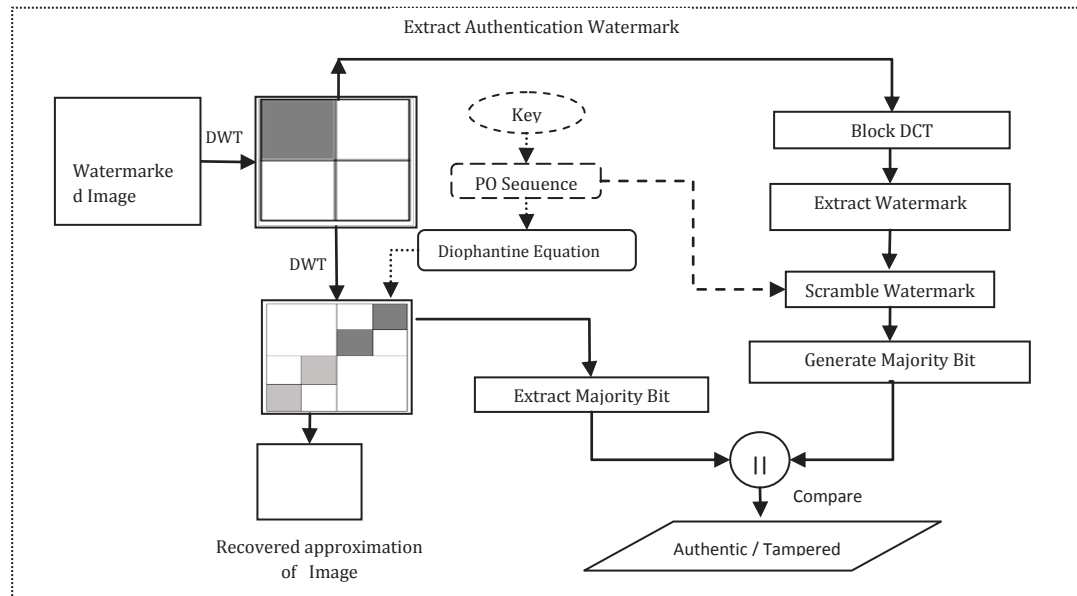 Extract Authentication Watermark
DWT
Watermarke
d Image
Key
PO Sequence
Diophantine Equation
DWT
Block DCT
Extract Watermark
Scramble Watermark
Generate Majority Bit
Extract Majority Bit
||
Compare
Authentic / Tampered
Recovered approximation
of Image